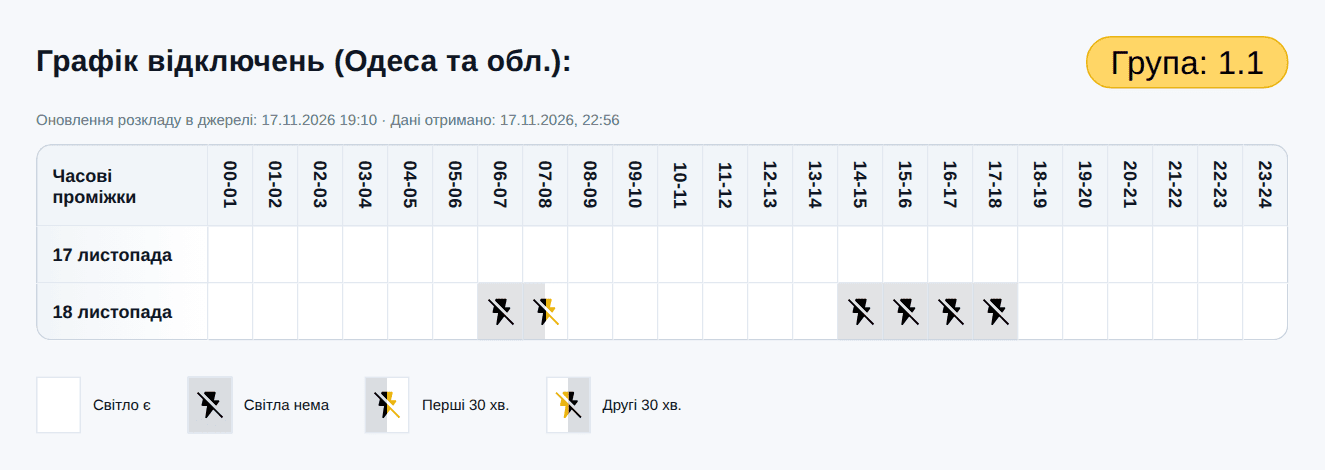 Графік відключень (Одеса та обл.):
Група: 1.1
Оновлення розкладу в джерелі: 17.11.2026 19:10 · Дані отримано: 17.11.2026, 22:56
Часові
проміжки
00-01
01-02
02-03
03-04
04-05
05-06
06-07
07-08
08-09
09-10
10-11
11-12
12-13
13-14
14-15
15-16
16-17
17-18
18-19
19-20
20-21
21-22
22-23
23-24
17 листопада
18 листопада
Світло є
Світла нема
Перші 30 хв.
Другі 30 хв.